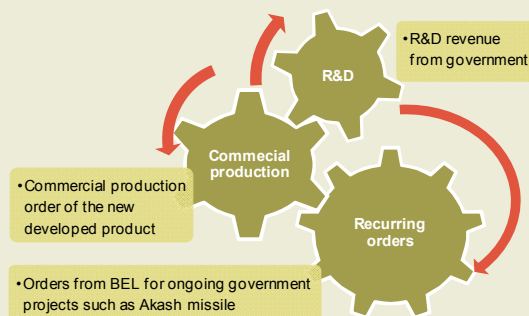 R&D
•R&D revenue
from government
Commecial
production
•Commercial production
order of the new
developed product
Recurring
orders
•Orders from BEL for ongoing government
projects such as Akash missile